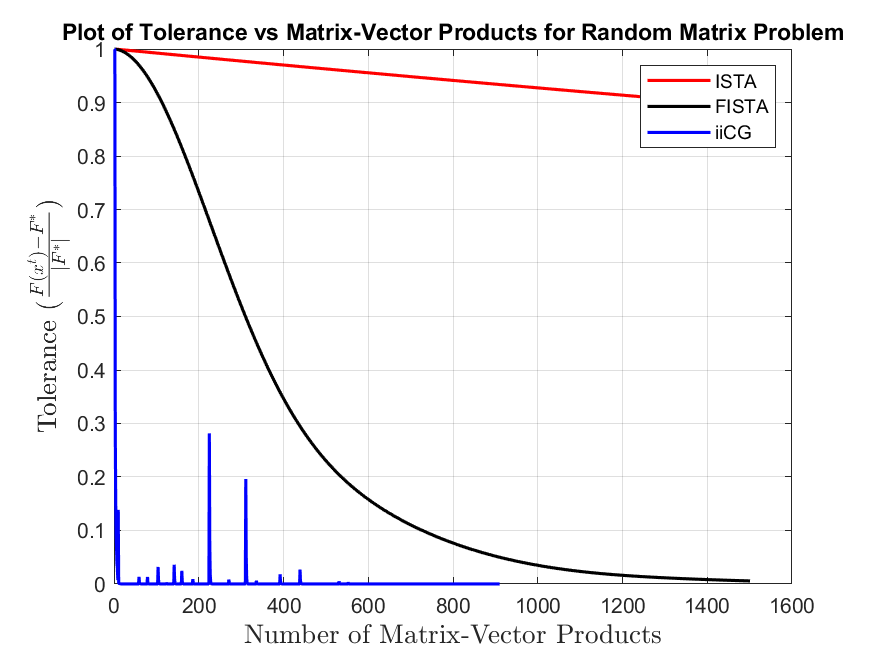 Plot of Tolerance vs Matrix-Vector Products for Random Matrix Problem
1
0.9
0.8
0.7
0.6
0.5
0.4
0.3
0.2
0.1
0
Tolerance (\frac{F(x^t)-F^*}{|F^*|})
ISTA
FISTA
iiCG
0 200 400 600 800 1000 1200 1400 1600
Number of Matrix-Vector Products